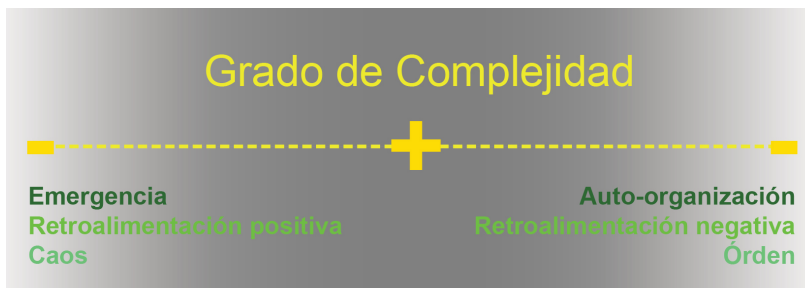 Grado de Complejidad
- + -
Emergencia Auto-organización
Retroalimentación positiva Retroalimentación negativa
Caos Órden